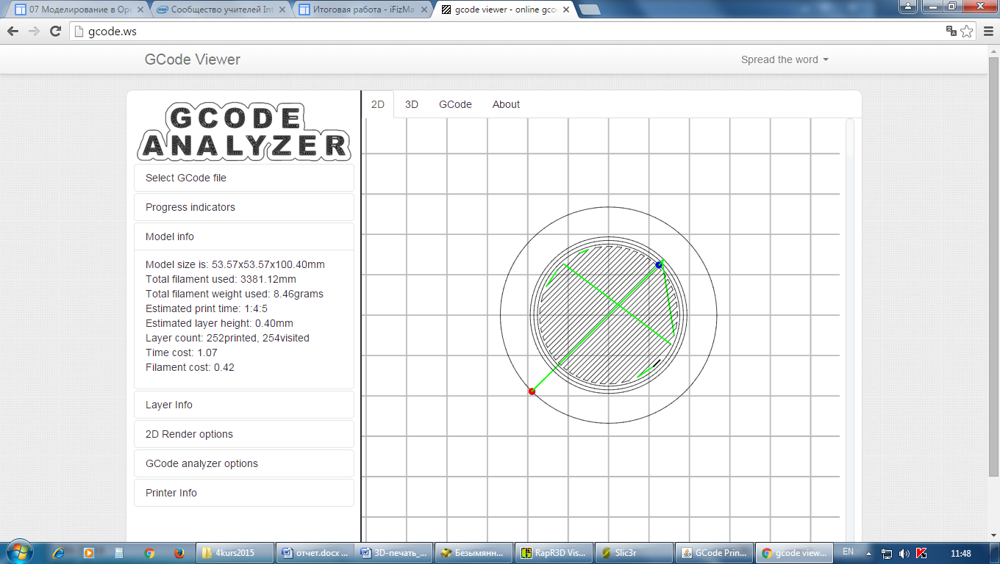 07 Моделирование в Оре
Сообщество учителей Int
Итоговая работа - iFizMa
gcode viewer - online gco
gcode.ws
GCode Viewer
Spread the word
GCODE
ANALYZER
2D 3D GCode About
Select GCode file
Progress indicators
Model info
Model size is: 53.57x53.57x100.40mm
Total filament used: 3381.12mm
Total filament weight used: 8.46grams
Estimated print time: 1:4:5
Estimated layer height: 0.40mm
Layer count: 252printed, 254visited
Time cost: 1.07
Filament cost: 0.42
Layer Info
2D Render options
GCode analyzer options
Printer Info
4kurs2015
отчет.docx ...
3D-печать_...
Безымянн...
RapR3D Vis...
Slic3r
GCode Prin...
gcode view...
EN
11:48